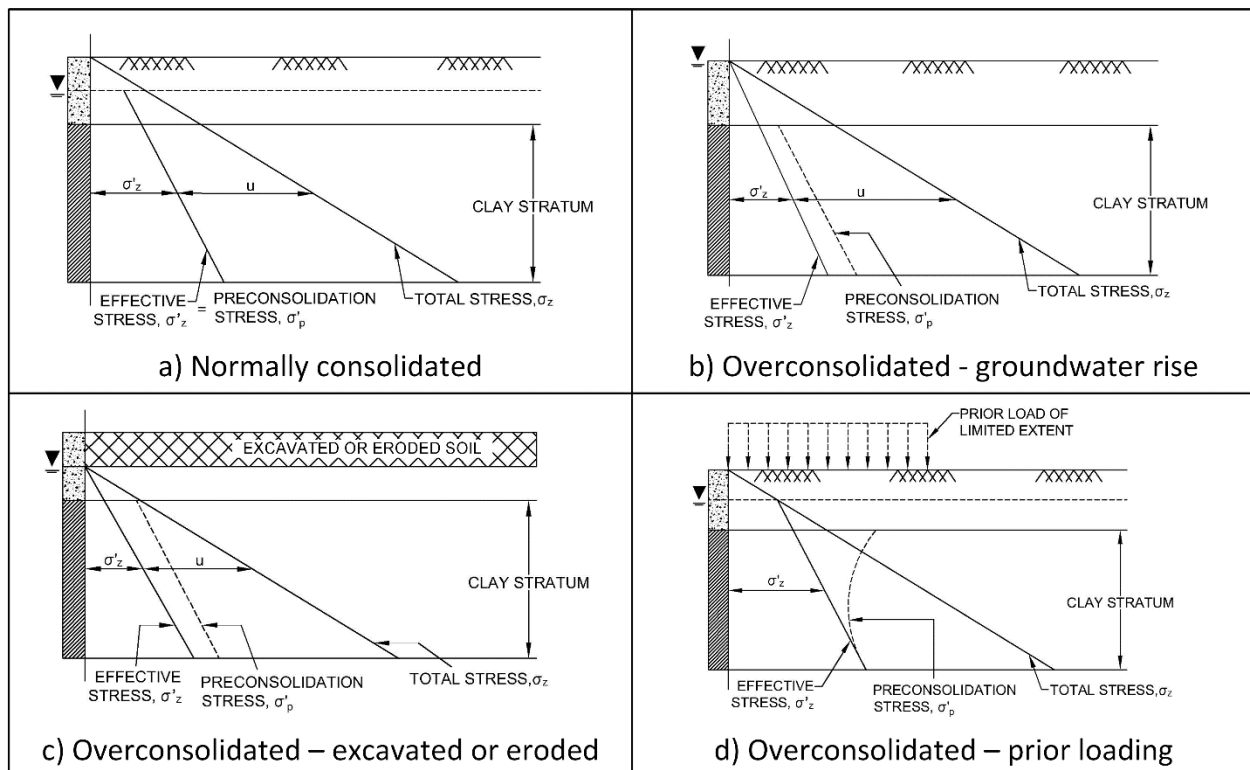 σ'z
u
CLAY STRATUM
EFFECTIVE
STRESS, σ'z
=
PRECONSOLIDATION
STRESS, σ'p
TOTAL STRESS,σz
a) Normally consolidated
σ'z
u
CLAY STRATUM
EFFECTIVE
STRESS, σ'z
PRECONSOLIDATION
STRESS, σ'p
TOTAL STRESS,σz
b) Overconsolidated - groundwater rise
EXCAVATED OR ERODED SOIL
σ'z
u
CLAY STRATUM
EFFECTIVE
STRESS, σ'z
PRECONSOLIDATION
STRESS, σ'p
TOTAL STRESS,σz
c) Overconsolidated – excavated or eroded
PRIOR LOAD OF
LIMITED EXTENT
σ'z
CLAY STRATUM
EFFECTIVE
STRESS, σ'z
PRECONSOLIDATION
STRESS, σ'p
TOTAL STRESS,σz
d) Overconsolidated – prior loading